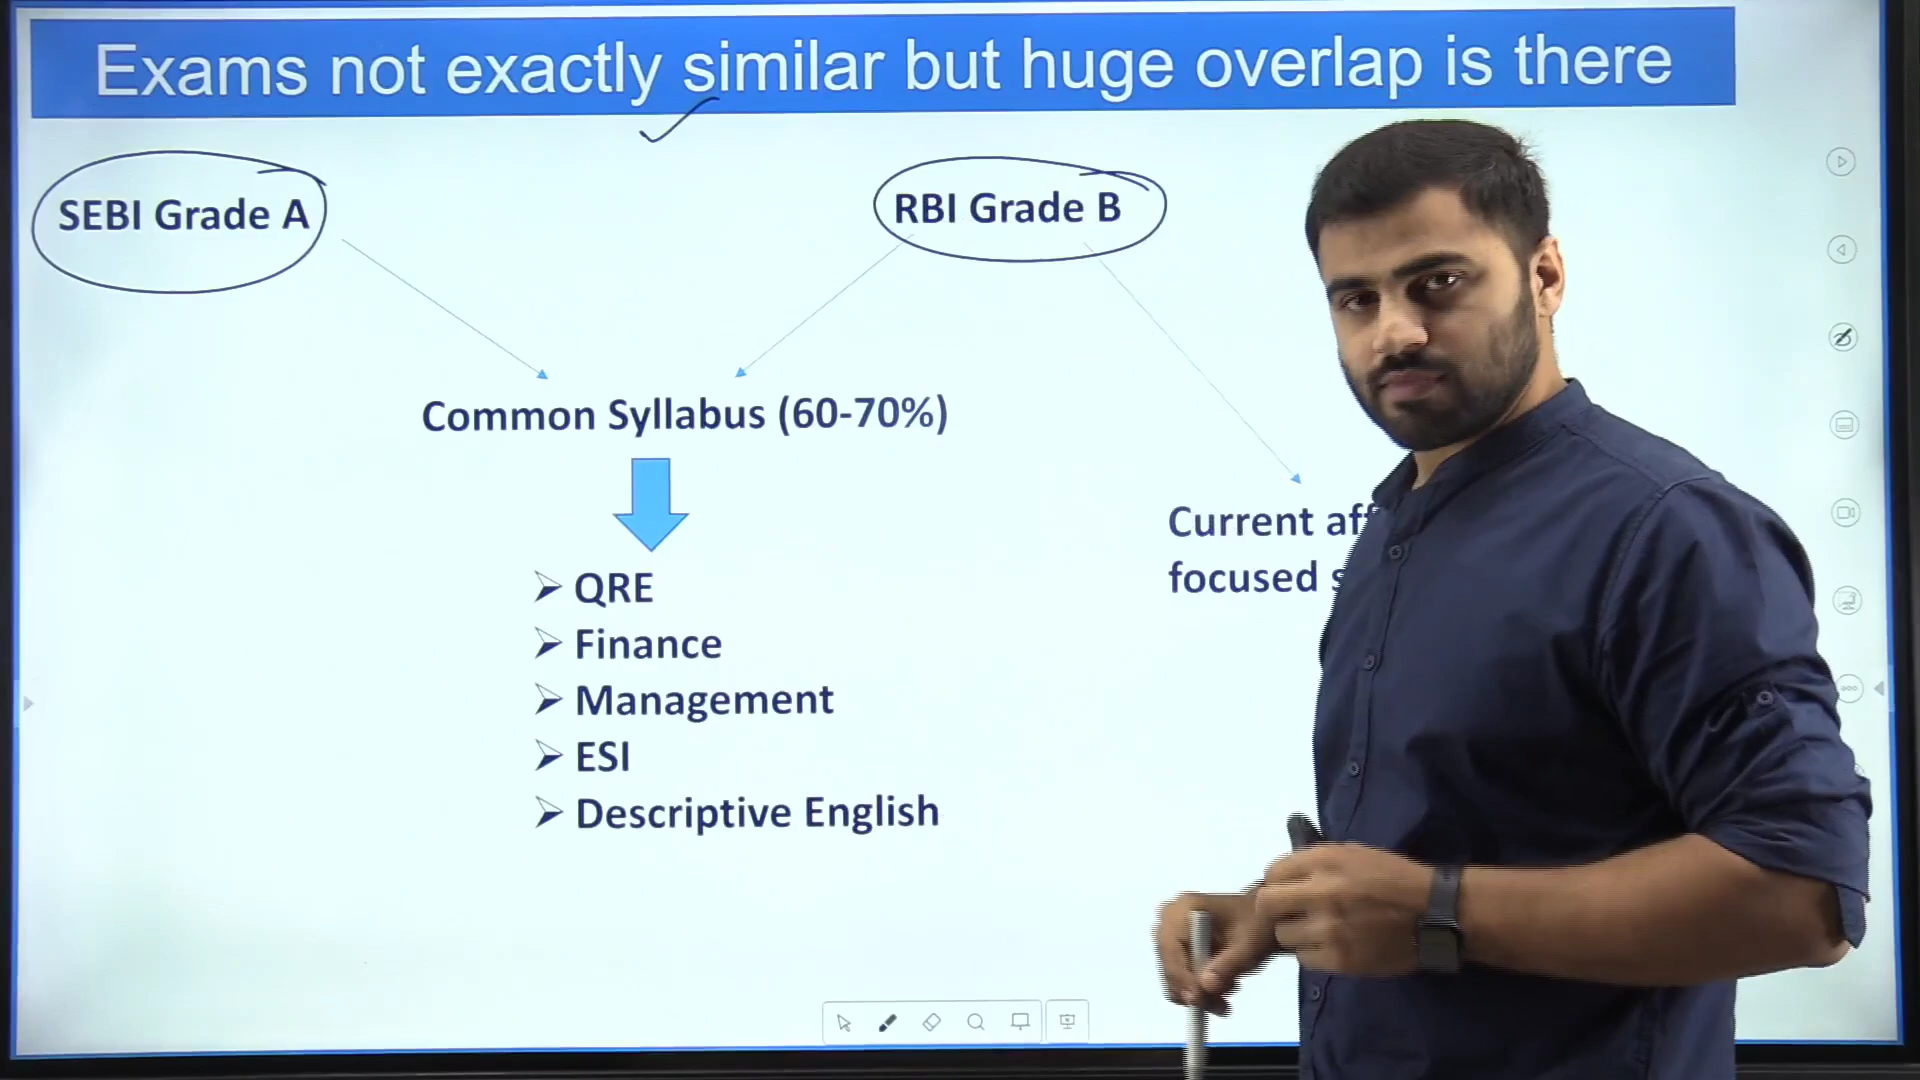 Exams not exactly similar but huge overlap is there
SEBI Grade A
RBI Grade B
Common Syllabus (60-70%)
Current
focused
➢ QRE
➢ Finance
➢ Management
➢ ESI
➢ Descriptive English